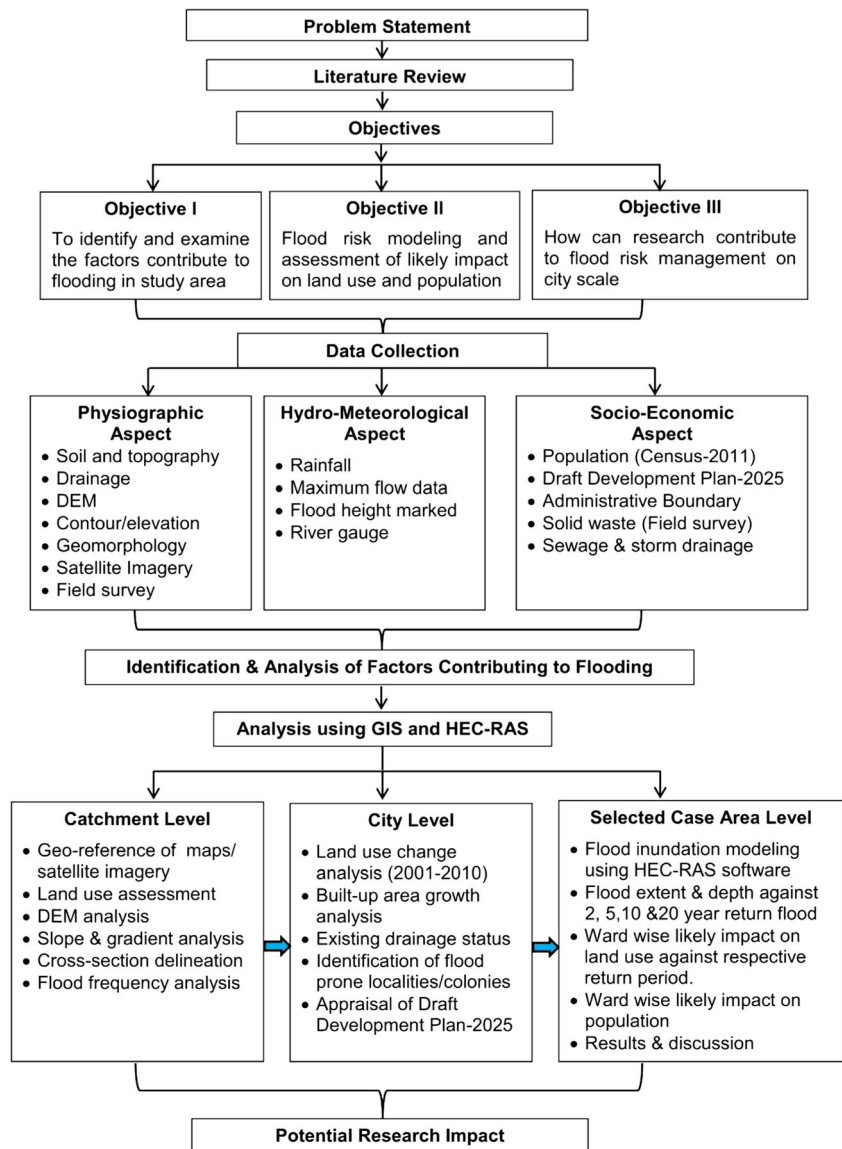 Problem Statement
Literature Review
Objectives
Objective I
To identify and examine
the factors contribute to
flooding in study area
Objective II
Flood risk modeling and
assessment of likely impact
on land use and population
Objective III
How can research contribute
to flood risk management on
city scale
Data Collection
Physiographic
Aspect
• Soil and topography
• Drainage
• DEM
• Contour/elevation
• Geomorphology
• Satellite Imagery
• Field survey
Hydro-Meteorological
Aspect
• Rainfall
• Maximum flow data
• Flood height marked
• River gauge
Socio-Economic
Aspect
• Population (Census-2011)
• Draft Development Plan-2025
• Administrative Boundary
• Solid waste (Field survey)
• Sewage & storm drainage
Identification & Analysis of Factors Contributing to Flooding
Analysis using GIS and HEC-RAS
Catchment Level
• Geo-reference of maps/
satellite imagery
• Land use assessment
• DEM analysis
• Slope & gradient analysis
• Cross-section delineation
• Flood frequency analysis
City Level
• Land use change
analysis (2001-2010)
• Built-up area growth
analysis
• Existing drainage status
• Identification of flood
prone localities/colonies
• Appraisal of Draft
Development Plan-2025
Selected Case Area Level
• Flood inundation modeling
using HEC-RAS software
• Flood extent & depth against
2, 5,10 &20 year return flood
• Ward wise likely impact on
land use against respective
return period.
• Ward wise likely impact on
population
• Results & discussion
Potential Research Impact